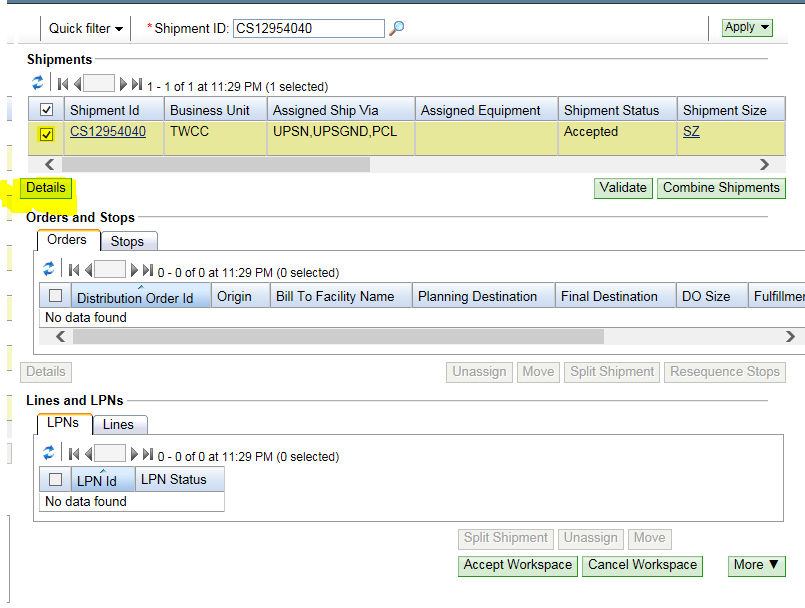 Quick filter *Shipment ID: CS12954040 Apply
Shipments
1 - 1 of 1 at 11:29 PM (1 selected)
Shipment Id Business Unit Assigned Ship Via Assigned Equipment Shipment Status Shipment Size
CS12954040 TWCC UPSN,UPSGND,PCL Accepted SZ
Details Validate Combine Shipments
Orders and Stops
Orders Stops
0 - 0 of 0 at 11:29 PM (0 selected)
Distribution Order Id Origin Bill To Facility Name Planning Destination Final Destination DO Size Fulfillmer
No data found
Details Unassign Move Split Shipment Resequence Stops
Lines and LPNs
LPNs Lines
0 - 0 of 0 at 11:29 PM (0 selected)
LPN Id LPN Status
No data found
Split Shipment Unassign Move
Accept Workspace Cancel Workspace More